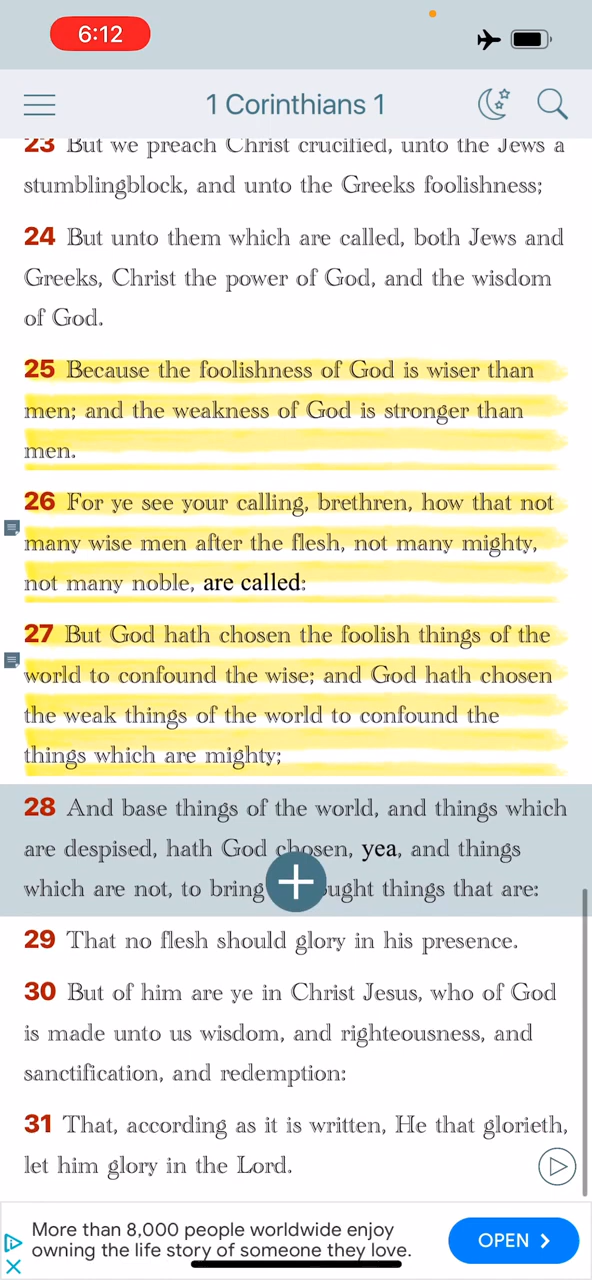 6:12
1 Corinthians 1
23 But we preach Christ crucified, unto the Jews a
stumblingblock, and unto the Greeks foolishness;
24 But unto them which are called, both Jews and
Greeks, Christ the power of God, and the wisdom
of God.
25 Because the foolishness of God is wiser than
men; and the weakness of God is stronger than
men.
26 For ye see your calling, brethren, how that not
many wise men after the flesh, not many mighty,
not many noble, are called:
27 But God hath chosen the foolish things of the
world to confound the wise; and God hath chosen
the weak things of the world to confound the
things which are mighty;
28 And base things of the world, and things which
are despised, hath God chosen, yea, and things
which are not, to bring ught things that are:
29 That no flesh should glory in his presence.
30 But of him are ye in Christ Jesus, who of God
is made unto us wisdom, and righteousness, and
sanctification, and redemption:
31 That, according as it is written, He that glorieth,
let him glory in the Lord.
More than 8,000 people worldwide enjoy
owning the life story of someone they love.
OPEN